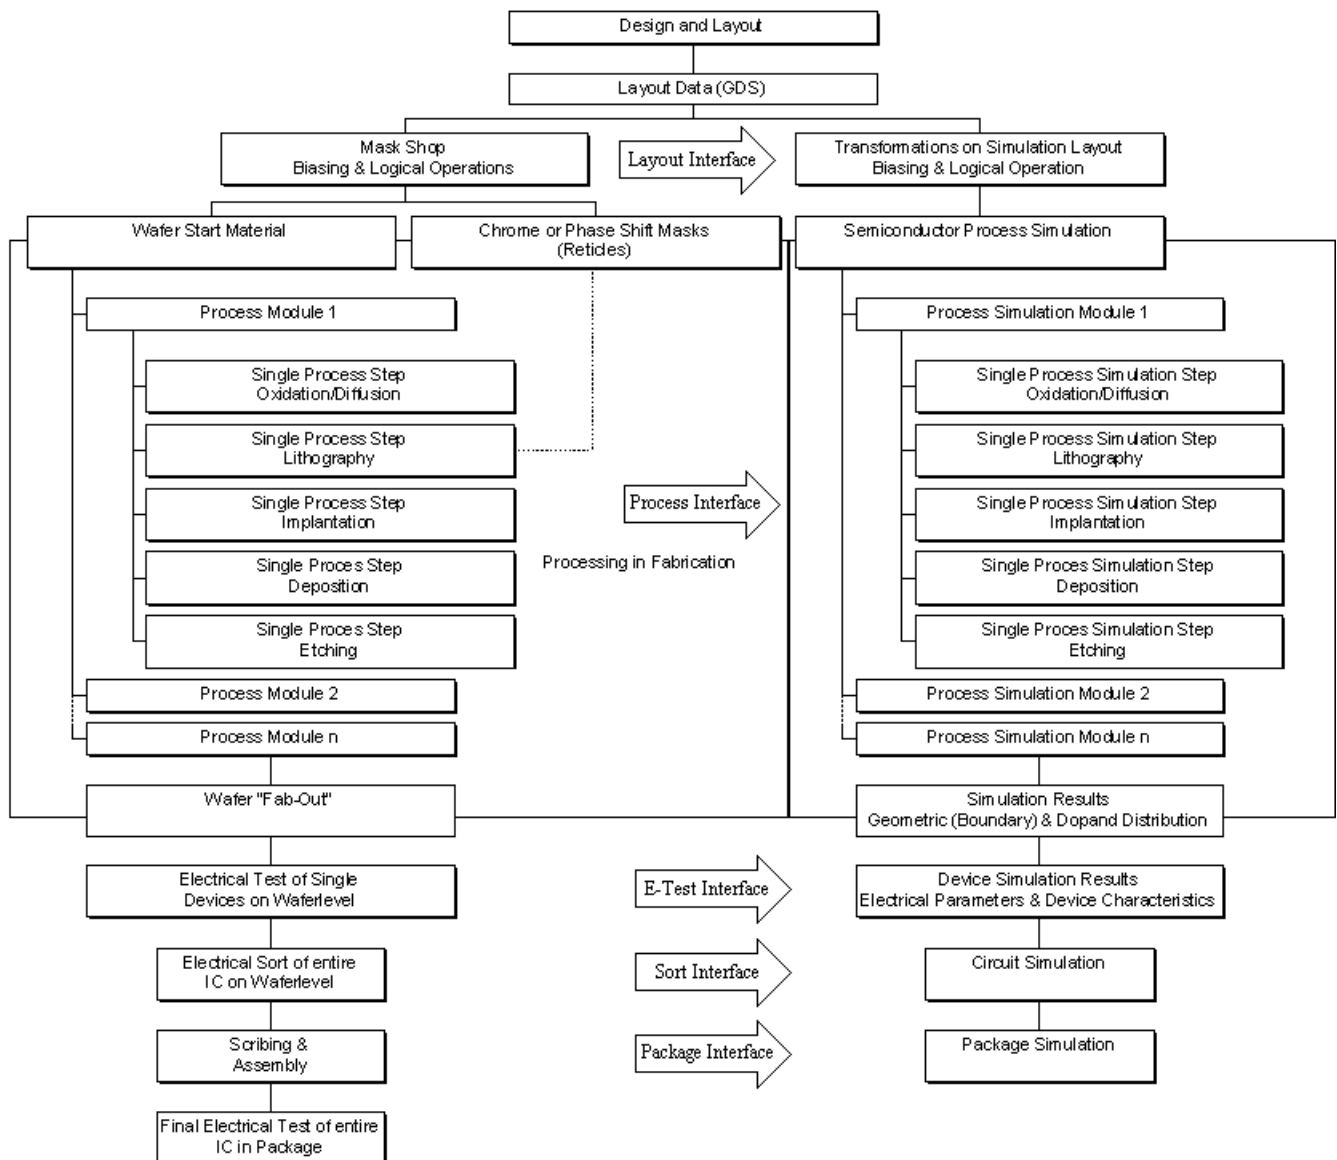 Design and Layout
Layout Data (GDS)
Mask Shop
Biasing & Logical Operations
Layout Interface
Transformations on Simulation Layout
Biasing & Logical Operation
Wafer Start Material
Chrome or Phase Shift Masks
(Reticles)
Semiconductor Process Simulation
Process Module 1
Single Process Step
Oxidation/Diffusion
Single Process Step
Lithography
Single Process Step
Implantation
Single Proces Step
Deposition
Single Proces Step
Etching
Process Module 2
Process Module n
Wafer "Fab-Out"
Process Interface
Processing in Fabrication
Process Simulation Module 1
Single Process Simulation Step
Oxidation/Diffusion
Single Process Simulation Step
Lithography
Single Process Simulation Step
Implantation
Single Proces Simulation Step
Deposition
Single Proces Simulation Step
Etching
Process Simulation Module 2
Process Simulation Module n
Simulation Results
Geometric (Boundary) & Dopand Distribution
Electrical Test of Single
Devices on Waferlevel
E-Test Interface
Device Simulation Results
Electrical Parameters & Device Characteristics
Electrical Sort of entire
IC on Waferlevel
Sort Interface
Circuit Simulation
Scribing &
Assembly
Package Interface
Package Simulation
Final Electrical Test of entire
IC in Package